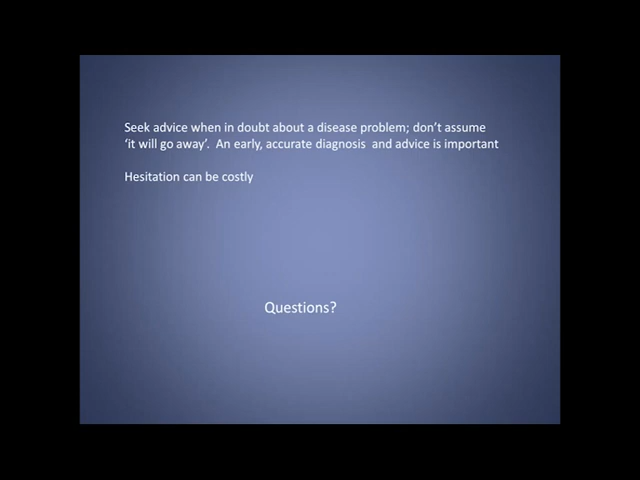 Seek advice when in doubt about a disease problem; don’t assume
‘it will go away’.  An early, accurate diagnosis  and advice is important
Hesitation can be costly
Questions?